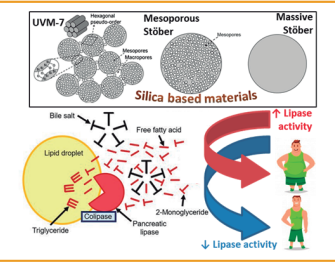 UVM-7
Hexagonal
pseudo-order
Mesopores
Macropores
Mesoporous
Stöber
Mesopores
Massive
Stöber
Silica based materials
Bile salt
Free fatty acid
Lipid droplet
2-Monoglyceride
Colipase
Triglyceride
Pancreatic
lipase
↑ Lipase
activity
↓ Lipase activity